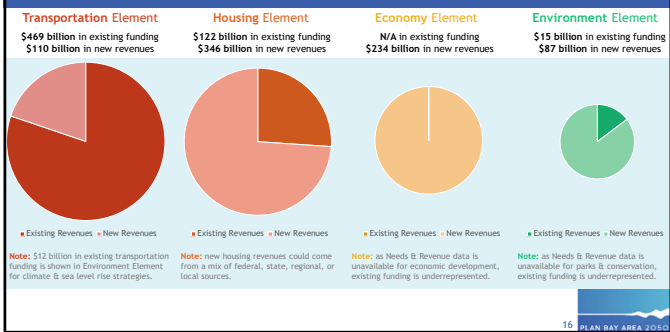 Transportation Element
$469 billion in existing funding
$110 billion in new revenues
Existing Revenues New Revenues
Note: $12 billion in existing transportation
funding is shown in Environment Element
for climate & sea level rise strategies.
Housing Element
$122 billion in existing funding
$346 billion in new revenues
Existing Revenues New Revenues
Note: new housing revenues could come
from a mix of federal, state, regional, or
local sources.
Economy Element
N/A in existing funding
$234 billion in new revenues
Existing Revenues New Revenues
Note: as Needs & Revenue data is
unavailable for economic development,
existing funding is underrepresented.
Environment Element
$15 billion in existing funding
$87 billion in new revenues
Existing Revenues New Revenues
Note: as Needs & Revenue data is
unavailable for parks & conservation,
existing funding is underrepresented.
16
PLAN BAY AREA 2050